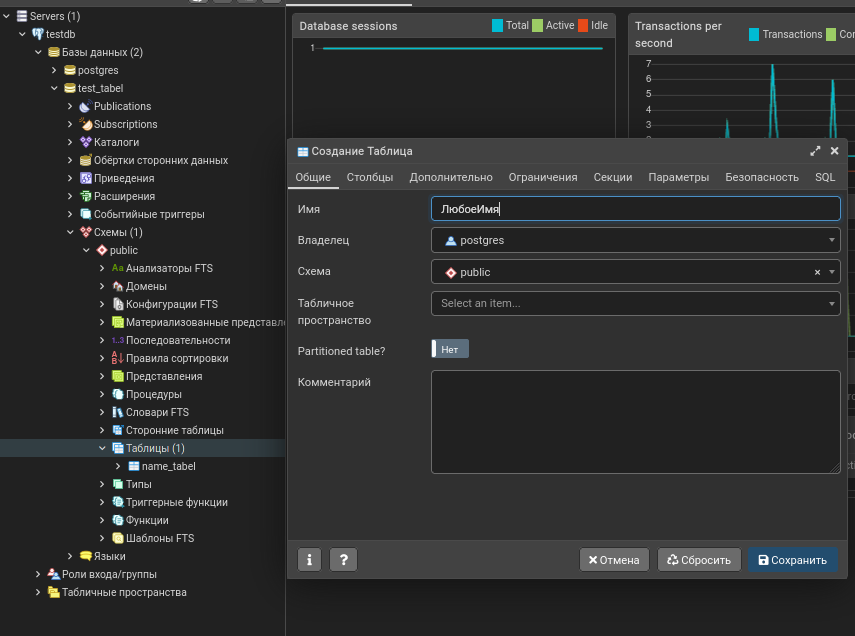 Servers (1)
testdb
Базы данных (2)
postgres
test_tabel
Publications
Subscriptions
Каталоги
Обёртки сторонних данных
Приведения
Расширения
Событийные триггеры
Схемы (1)
public
Aa Анализаторы FTS
Домены
Конфигурации FTS
Материализованные представл
1..3 Последовательности
Правила сортировки
Представления
Процедуры
Словари FTS
Сторонние таблицы
Таблицы (1)
name_tabel
Типы
Триггерные функции
Функции
Шаблоны FTS
Языки
Роли входа/группы
Табличные пространства
Database sessions
Total Active Idle
1
Transactions per
second
Transactions
7
6
5
4
3
Создание Таблица
Общие Столбцы Дополнительно Ограничения Секции Параметры Безопасность SQL
Имя ЛюбоеИмя
Владелец postgres
Схема public
Табличное
пространство
Select an item...
Partitioned table? Нет
Комментарий
i ? Отмена Сбросить Сохранить